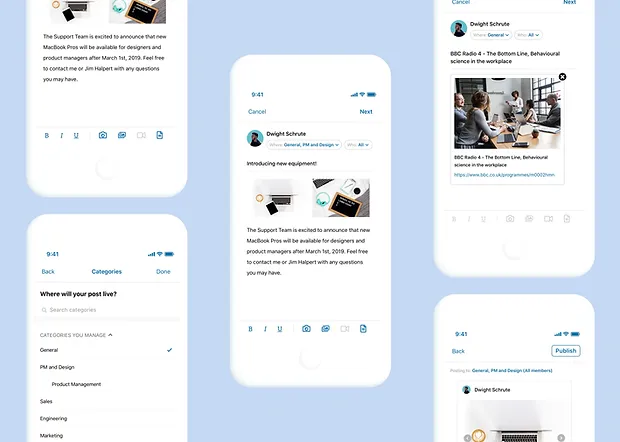 The Support Team is excited to announce that new
MacBook Pros will be available for designers and
product managers after March 1st, 2019. Feel free
to contact me or Jim Halpert with any questions
you may have.
B I U
9:41
Back Categories Done
Where will your post live?
Search categories
CATEGORIES YOU MANAGE
General
PM and Design
Product Management
Sales
Engineering
Marketing
9:41
Cancel Next
Dwight Schrute
Where General, PM and Design Who All
Introducing new equipment!
The Support Team is excited to announce that new
MacBook Pros will be available for designers and
product managers after March 1st, 2019. Feel free
to contact me or Jim Halpert with any questions
you may have.
B I U
Cancel Next
Dwight Schrute
Where General Who All
BBC Radio 4 - The Bottom Line, Behavioural
science in the workplace
BBC Radio 4 - The Bottom Line, Behavioural
science in the workplace
https://www.bbc.co.uk/programmes/m0002hmn
B I U
9:41
Back Publish
Posting to General, PM and Design (All members)
Dwight Schrute